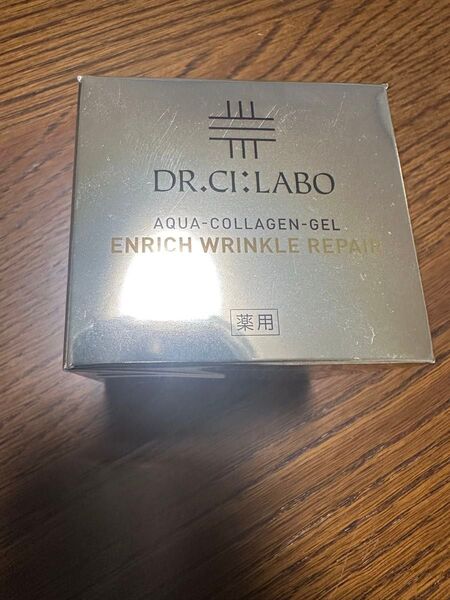 DR.CI:LABO
AQUA-COLLAGEN-GEL
ENRICH WRINKLE REPAIR
薬用